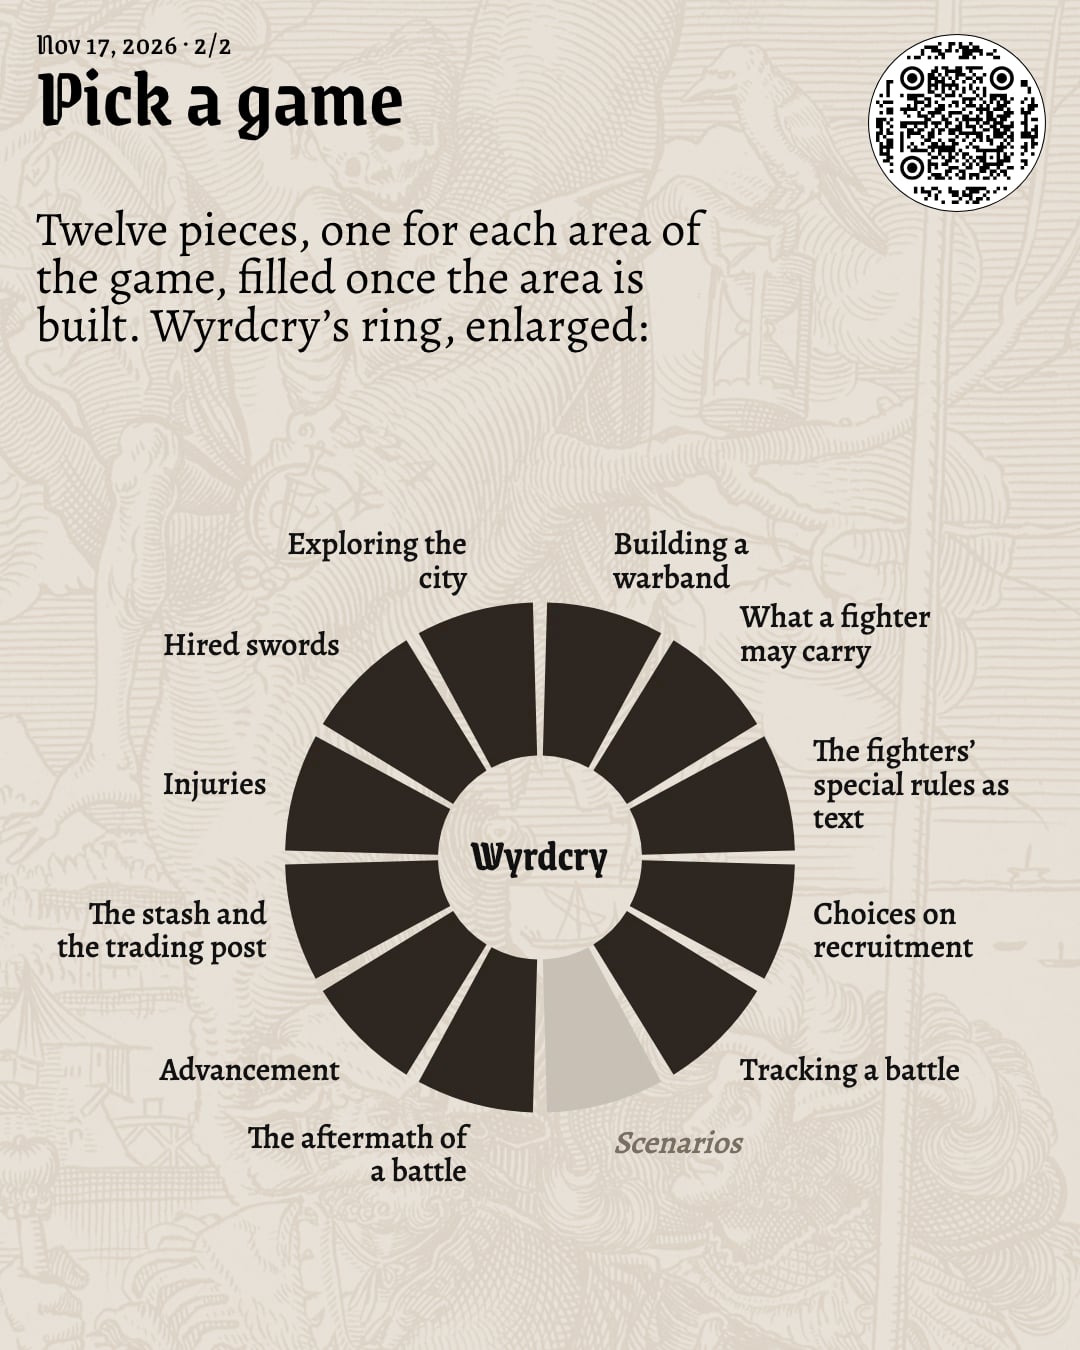 Nov 17, 2026 · 2/2
Pick a game
Twelve pieces, one for each area of
the game, filled once the area is
built. Wyrdcry’s ring, enlarged:
Exploring the
city
Building a
warband
What a fighter
may carry
Hired swords
The fighters’
special rules as
text
Injuries
Wyrdcry
The stash and
the trading post
Choices on
recruitment
Advancement
Tracking a battle
The aftermath of
a battle
Scenarios